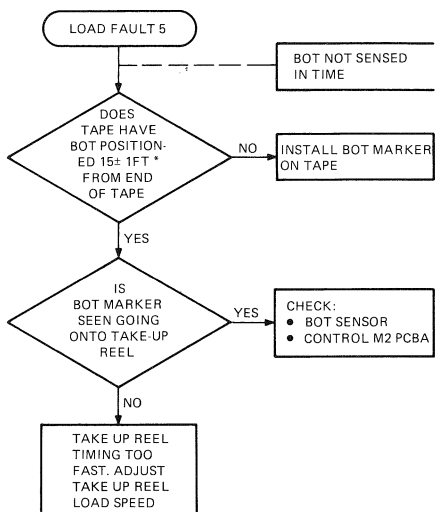 LOAD FAULT 5
BOT NOT SENSED
IN TIME
DOES
TAPE HAVE
BOT POSITION-
ED 15± 1FT *
FROM END
OF TAPE
NO
INSTALL BOT MARKER
ON TAPE
YES
IS
BOT MARKER
SEEN GOING
ONTO TAKE-UP
REEL
YES
CHECK:
● BOT SENSOR
● CONTROL M2 PCBA
NO
TAKE UP REEL
TIMING TOO
FAST. ADJUST
TAKE UP REEL
LOAD SPEED